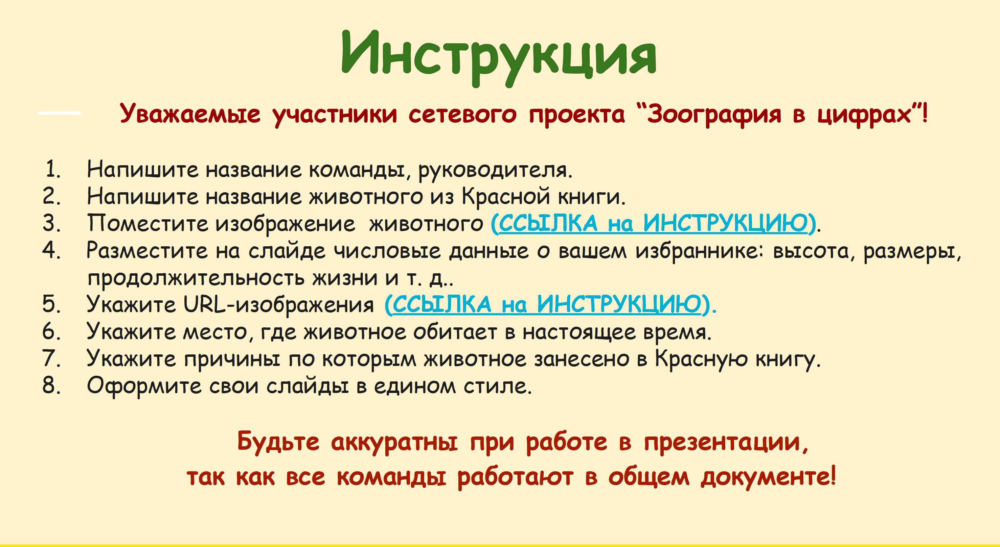 Инструкция
Уважаемые участники сетевого проекта “Зоография в цифрах”!
1. Напишите название команды, руководителя.
2. Напишите название животного из Красной книги.
3. Поместите изображение животного (ССЫЛКА на ИНСТРУКЦИЮ).
4. Разместите на слайде числовые данные о вашем избраннике: высота, размеры,
продолжительность жизни и т. д..
5. Укажите URL-изображения (ССЫЛКА на ИНСТРУКЦИЮ).
6. Укажите место, где животное обитает в настоящее время.
7. Укажите причины по которым животное занесено в Красную книгу.
8. Оформите свои слайды в едином стиле.
Будьте аккуратны при работе в презентации,
так как все команды работают в общем документе!